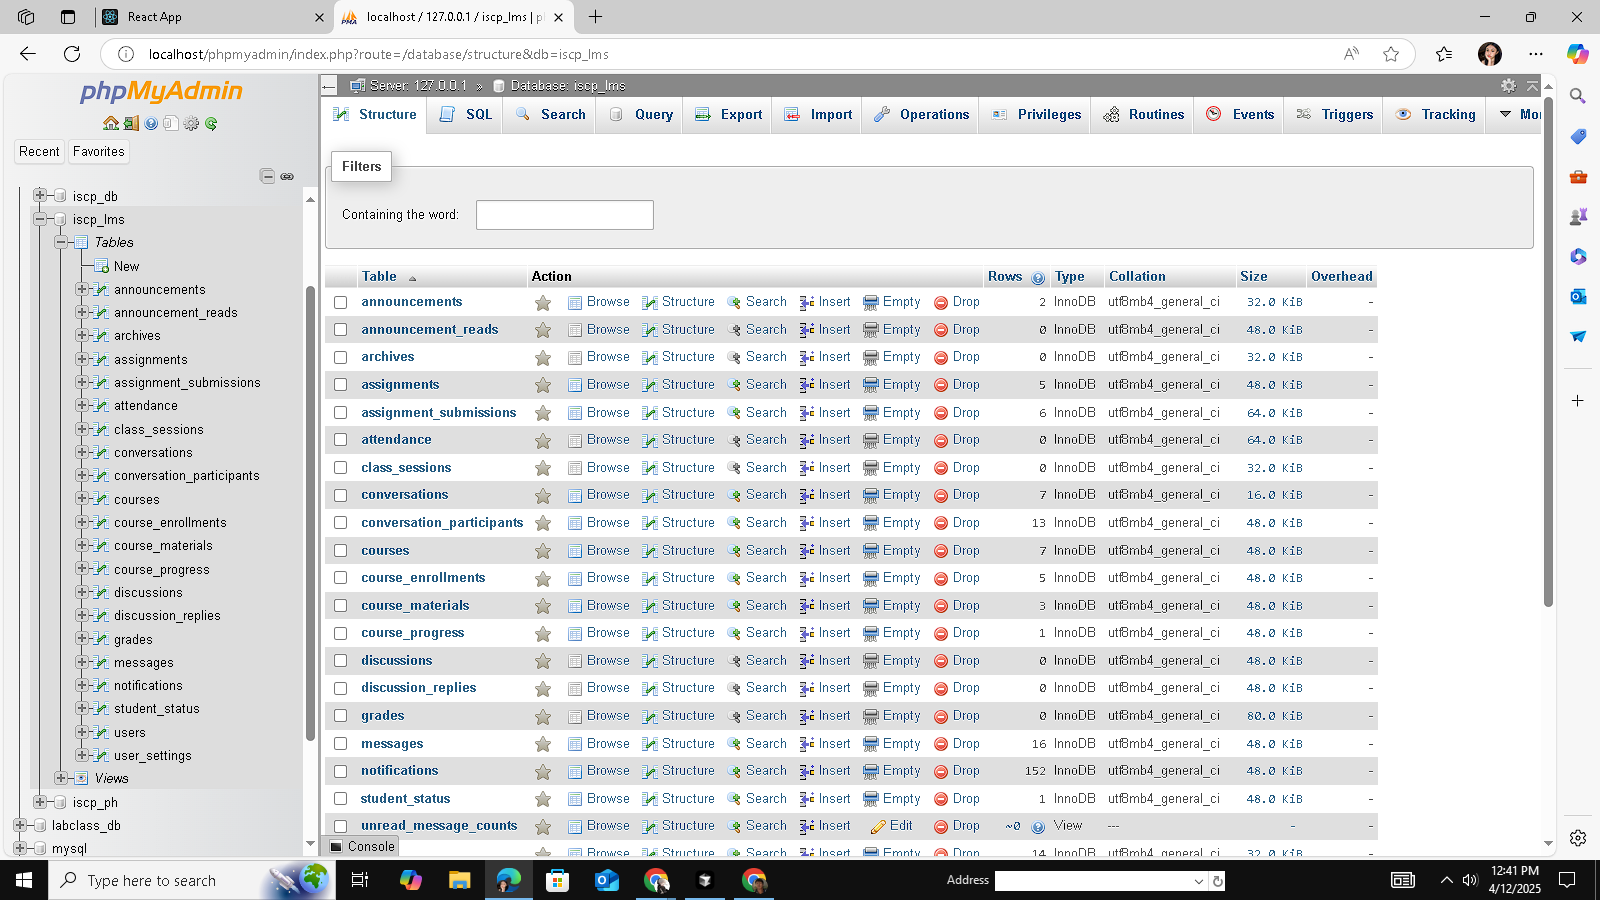 React App
localhost / 127.0.0.1 / iscp_lms | p
localhost/phpmyadmin/index.php?route=/database/structure&db=iscp_lms
phpMyAdmin
Recent
Favorites
iscp_db
iscp_lms
Tables
New
announcements
announcement_reads
archives
assignments
assignment_submissions
attendance
class_sessions
conversations
conversation_participants
courses
course_enrollments
course_materials
course_progress
discussions
discussion_replies
grades
messages
notifications
student_status
users
user_settings
Views
iscp_ph
labclass_db
mysql
Server: 127.0.0.1 » Database: iscp_lms
Structure SQL Search Query Export Import Operations Privileges Routines Events Triggers Tracking Mo
Filters
Containing the word:
Table Action Rows Type Collation Size Overhead
announcements Browse Structure Search Insert Empty Drop 2 InnoDB utf8mb4_general_ci 32.0 KiB -
announcement_reads Browse Structure Search Insert Empty Drop 0 InnoDB utf8mb4_general_ci 48.0 KiB -
archives Browse Structure Search Insert Empty Drop 0 InnoDB utf8mb4_general_ci 32.0 KiB -
assignments Browse Structure Search Insert Empty Drop 5 InnoDB utf8mb4_general_ci 48.0 KiB -
assignment_submissions Browse Structure Search Insert Empty Drop 6 InnoDB utf8mb4_general_ci 64.0 KiB -
attendance Browse Structure Search Insert Empty Drop 0 InnoDB utf8mb4_general_ci 64.0 KiB -
class_sessions Browse Structure Search Insert Empty Drop 0 InnoDB utf8mb4_general_ci 32.0 KiB -
conversations Browse Structure Search Insert Empty Drop 7 InnoDB utf8mb4_general_ci 16.0 KiB -
conversation_participants Browse Structure Search Insert Empty Drop 13 InnoDB utf8mb4_general_ci 48.0 KiB -
courses Browse Structure Search Insert Empty Drop 7 InnoDB utf8mb4_general_ci 48.0 KiB -
course_enrollments Browse Structure Search Insert Empty Drop 5 InnoDB utf8mb4_general_ci 48.0 KiB -
course_materials Browse Structure Search Insert Empty Drop 3 InnoDB utf8mb4_general_ci 48.0 KiB -
course_progress Browse Structure Search Insert Empty Drop 1 InnoDB utf8mb4_general_ci 48.0 KiB -
discussions Browse Structure Search Insert Empty Drop 0 InnoDB utf8mb4_general_ci 48.0 KiB -
discussion_replies Browse Structure Search Insert Empty Drop 0 InnoDB utf8mb4_general_ci 48.0 KiB -
grades Browse Structure Search Insert Empty Drop 0 InnoDB utf8mb4_general_ci 80.0 KiB -
messages Browse Structure Search Insert Empty Drop 16 InnoDB utf8mb4_general_ci 48.0 KiB -
notifications Browse Structure Search Insert Empty Drop 152 InnoDB utf8mb4_general_ci 48.0 KiB -
student_status Browse Structure Search Insert Empty Drop 1 InnoDB utf8mb4_general_ci 48.0 KiB -
unread_message_counts Browse Structure Search Insert Edit Drop ~0 View --- - -
Browse Structure Search Insert Empty Drop 14 InnoDB utf8mb4_general_ci 32.0 KiB -
Console
Type here to search
Address
12:41 PM
4/12/2025